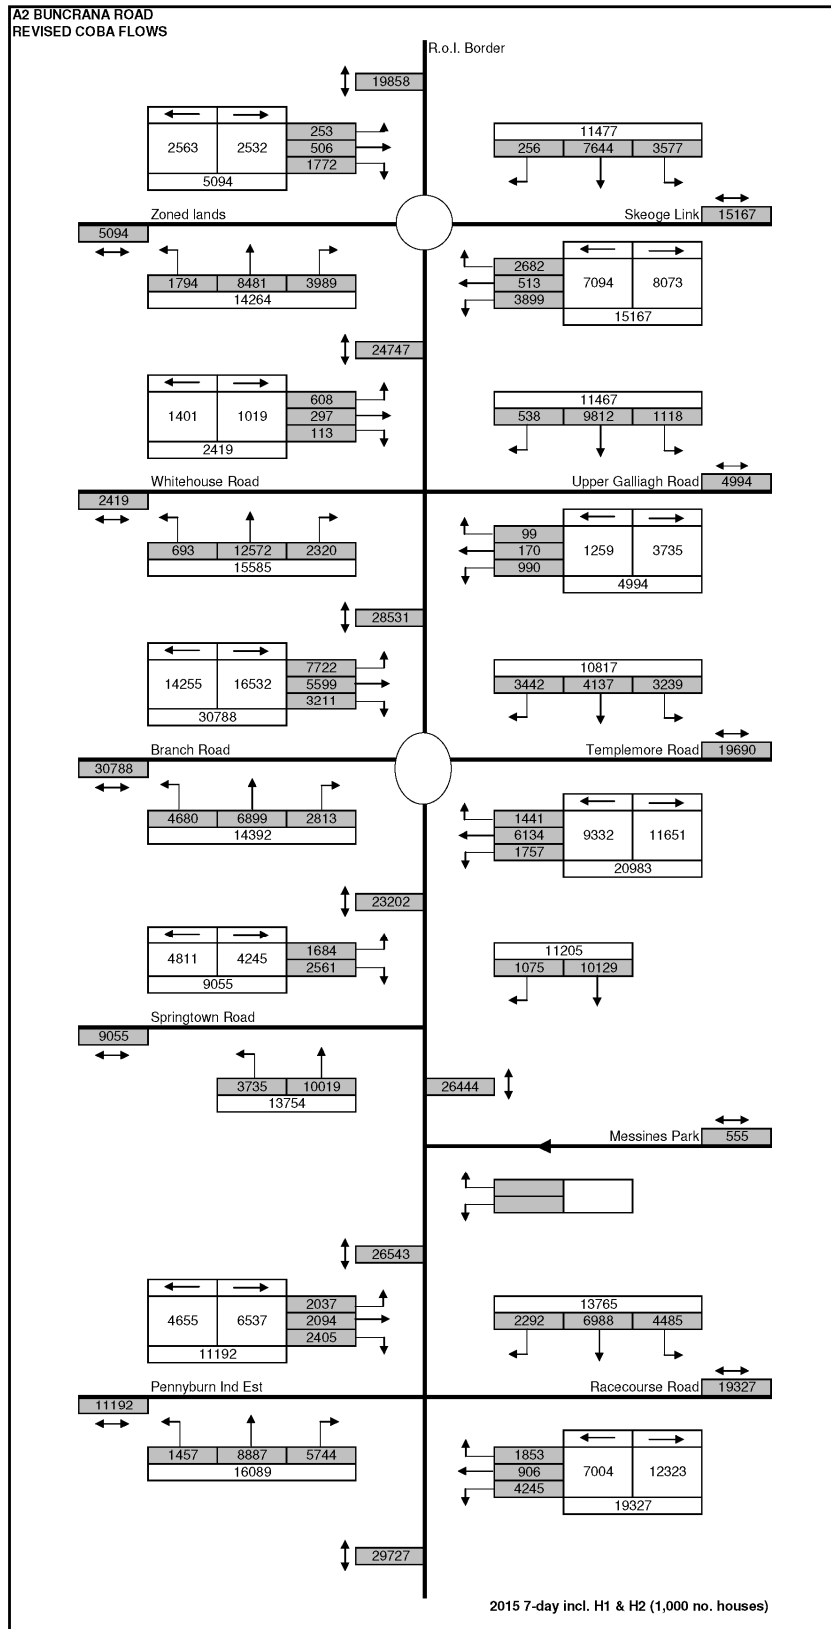 A2 BUNCRANA ROAD
REVISED COBA FLOWS
R.o.I. Border
19858
2563 2532 253
506
1772
5094
11477
256 7644 3577
Zoned lands
5094
Skeoge Link 15167
1794 8481 3989
14264
2682 7094 8073
513
3899
15167
24747
1401 1019 608
297
113
2419
11467
538 9812 1118
Whitehouse Road
2419
Upper Galliagh Road 4994
693 12572 2320
15585
99 1259 3735
170
990
4994
28531
14255 16532 7722
5599
3211
30788
10817
3442 4137 3239
Branch Road
30788
Templemore Road 19690
4680 6899 2813
14392
1441 9332 11651
6134
1757
20983
23202
4811 4245 1684
2561
9055
11205
1075 10129
Springtown Road
9055
3735 10019
13754
26444
Messines Park 555
26543
4655 6537 2037
2094
2405
11192
13765
2292 6988 4485
Pennyburn Ind Est
11192
Racecourse Road 19327
1457 8887 5744
16089
1853 7004 12323
906
4245
19327
29727
2015 7-day incl. H1 & H2 (1,000 no. houses)